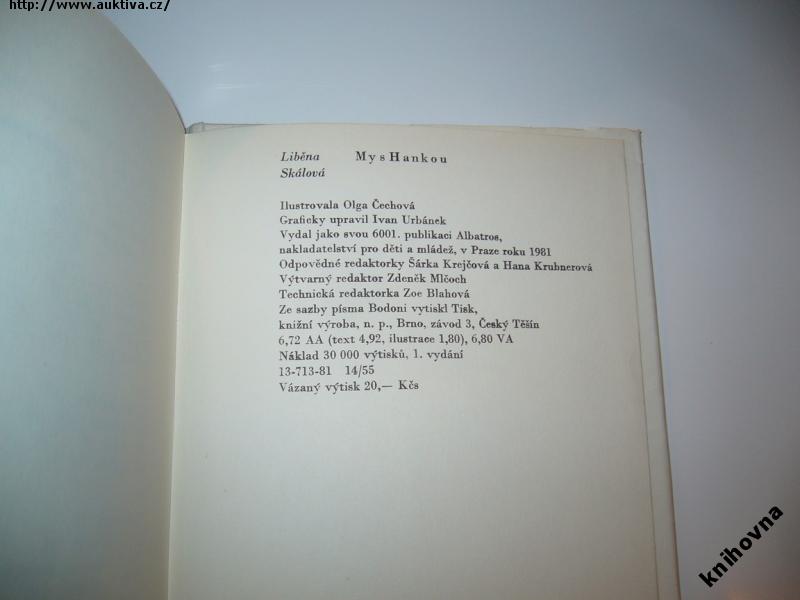 http://www.auktiva.cz/
Liběna My s Hankou
Skálová
Ilustrovala Olga Čechová
Graficky upravil Ivan Urbánek
Vydal jako svou 6001. publikaci Albatros,
nakladatelství pro děti a mládež, v Praze roku 1981
Odpovědné redaktorky Šárka Krejčová a Hana Krubnerová
Výtvarný redaktor Zdeněk Mlčoch
Technická redaktorka Zoe Blahová
Ze sazby písma Bodoni vytiskl Tisk,
knižní výroba, n. p., Brno, závod 3, Český Těšín
6,72 AA (text 4,92, ilustrace 1,80), 6,80 VA
Náklad 30 000 výtisků, 1. vydání
13-713-81 14/55
Vázaný výtisk 20,— Kčs
knihovna